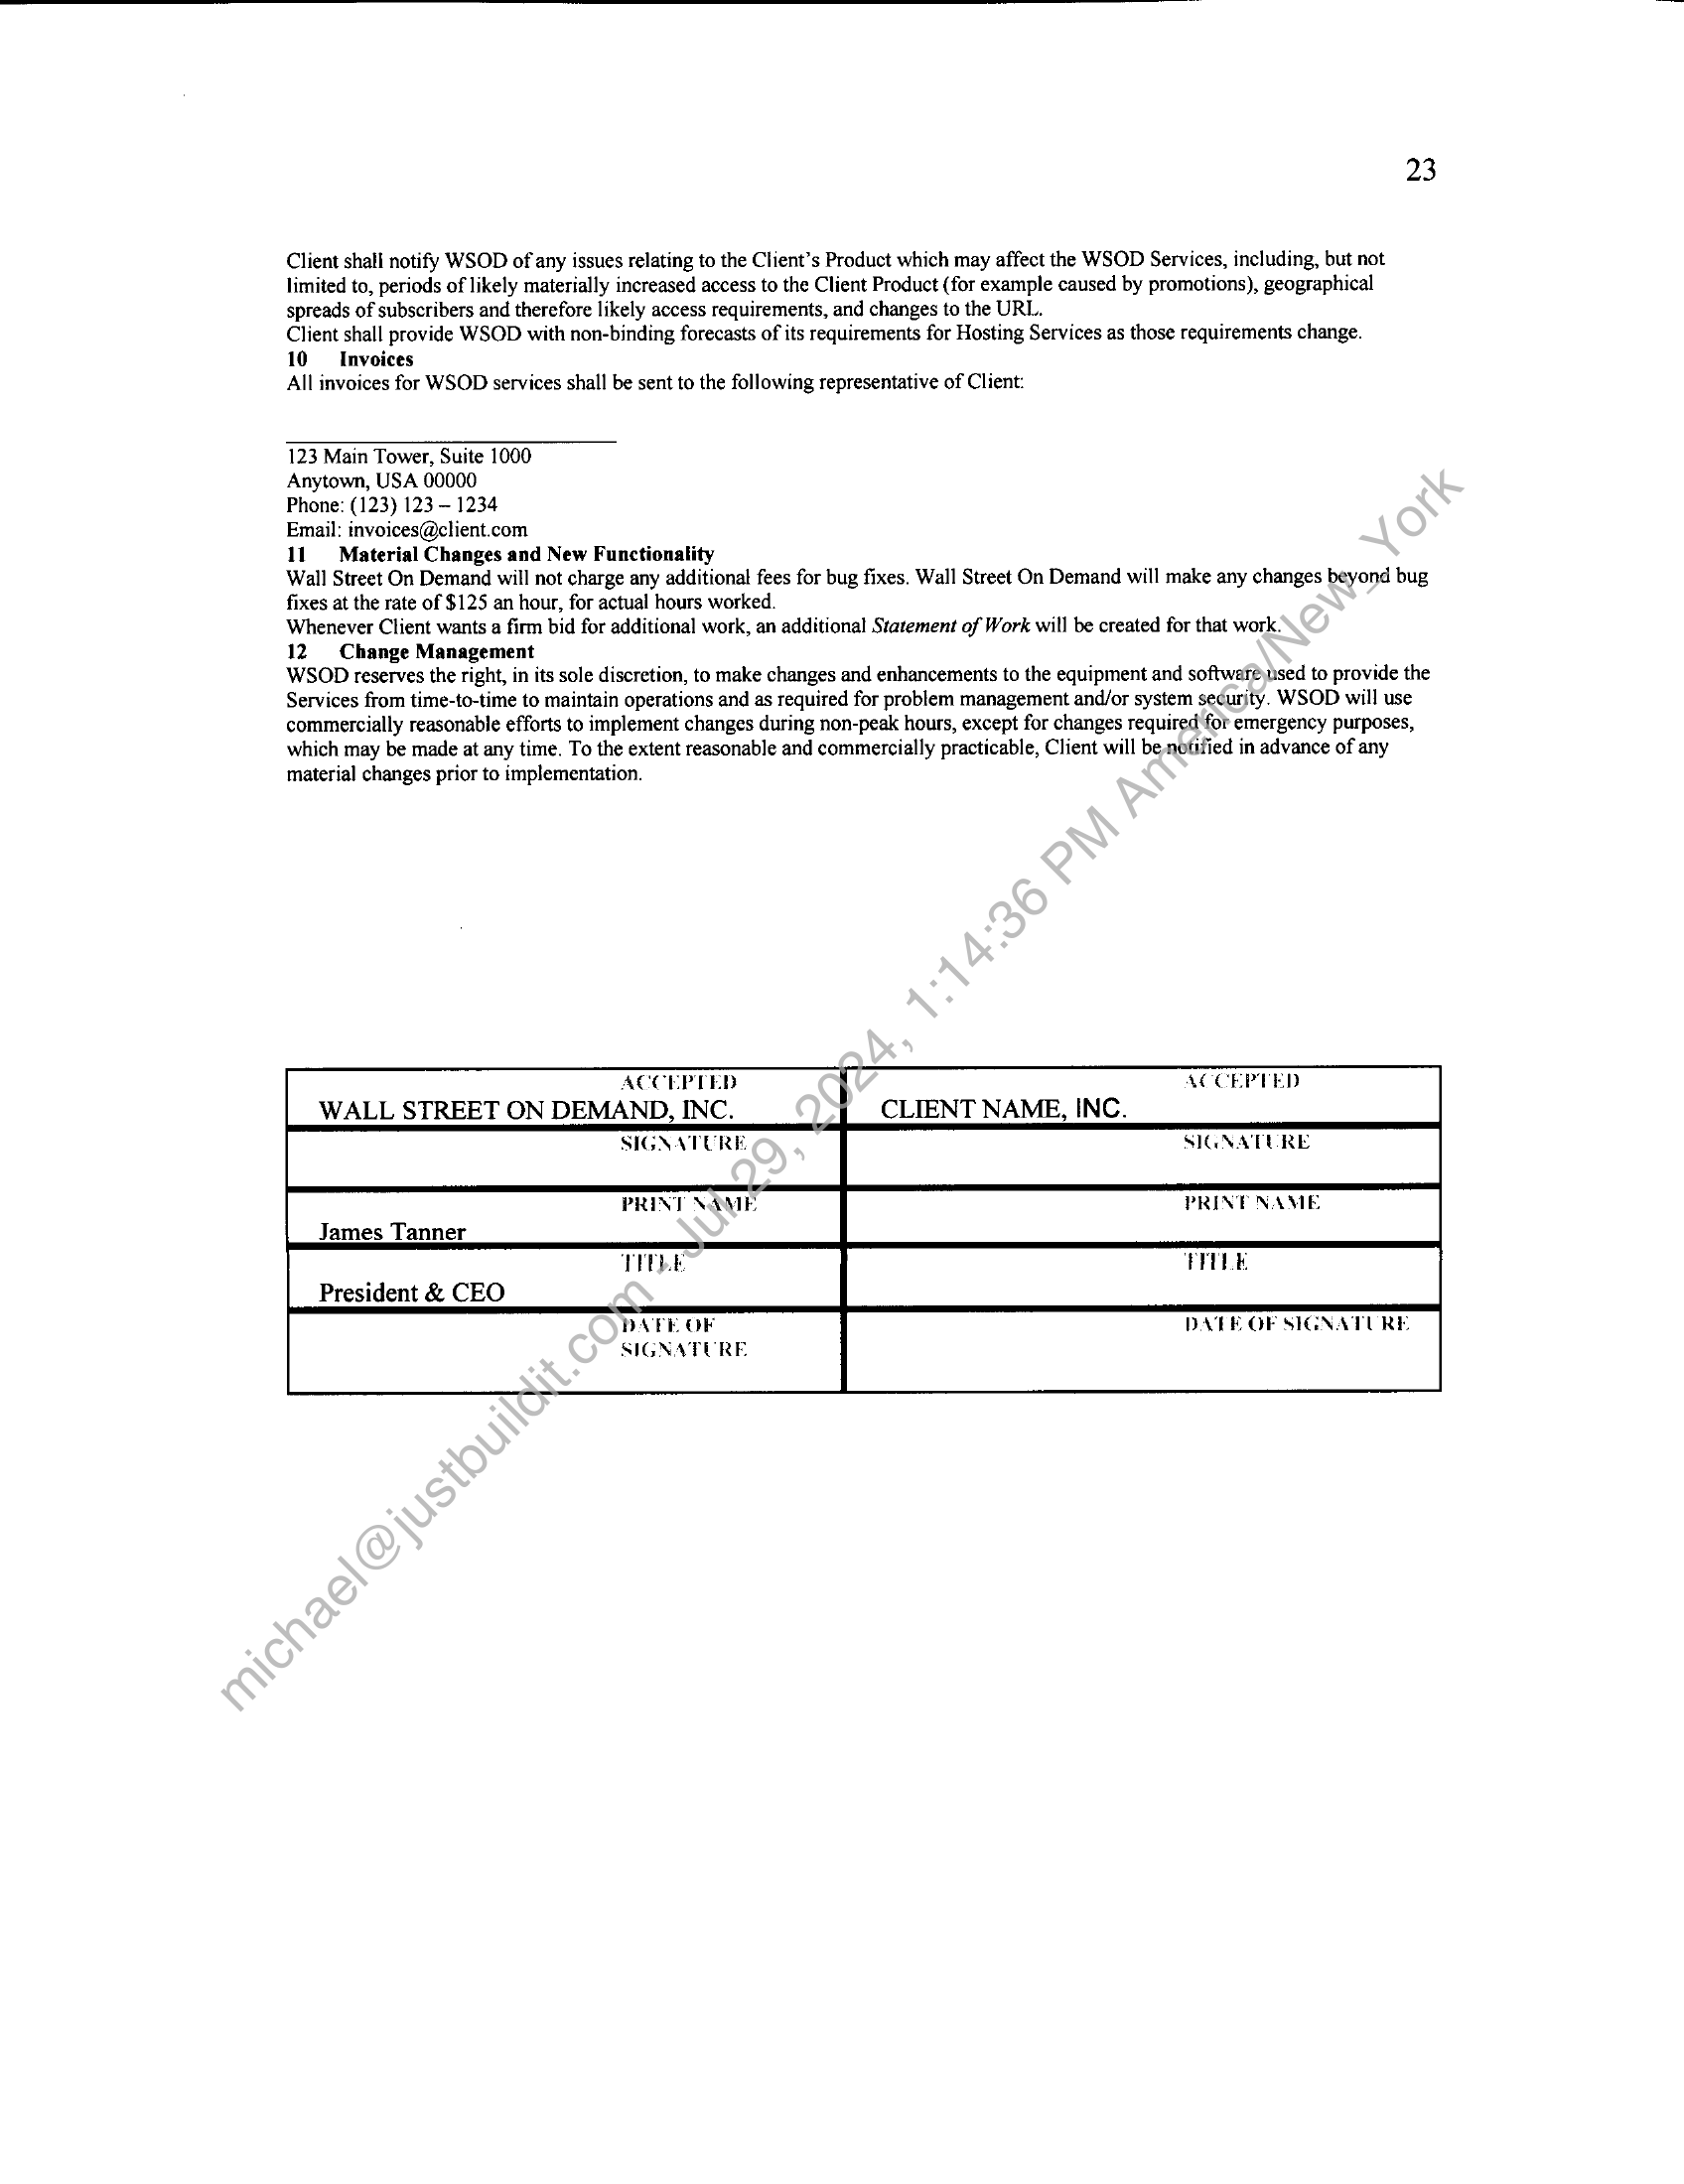 23
Client shall notify WSOD of any issues relating to the Client's Product which may affect the WSOD Services, including, but not
limited to, periods of likely materially increased access to the Client Product (for example caused by promotions), geographical
spreads of subscribers and therefore likely access requirements, and changes to the URL.
Client shall provide WSOD with non-binding forecasts of its requirements for Hosting Services as those requirements change.
10 Invoices
All invoices for WSOD services shall be sent to the following representative of Client:
123 Main Tower, Suite 1000
Anytown, USA 00000
Phone: (123) 123 – 1234
Email: invoices@client.com
11 Material Changes and New Functionality
Wall Street On Demand will not charge any additional fees for bug fixes. Wall Street On Demand will make any changes beyond bug
fixes at the rate of $125 an hour, for actual hours worked.
Whenever Client wants a firm bid for additional work, an additional Statement of Work will be created for that work.
12 Change Management
WSOD reserves the right, in its sole discretion, to make changes and enhancements to the equipment and software used to provide the
Services from time-to-time to maintain operations and as required for problem management and/or system security. WSOD will use
commercially reasonable efforts to implement changes during non-peak hours, except for changes required for emergency purposes,
which may be made at any time. To the extent reasonable and commercially practicable, Client will be notified in advance of any
material changes prior to implementation.
ACCEPTED
WALL STREET ON DEMAND, INC.
ACCEPTED
CLIENT NAME, INC.
SIGNATURE
SIGNATURE
PRINT NAME
James Tanner
PRINT NAME
TITLE
President & CEO
TITLE
DATE OF
SIGNATURE
DATE OF SIGNATURE
michael@justbuildit.com - Jul 29, 2024, 1:14:36 PM America/New_York